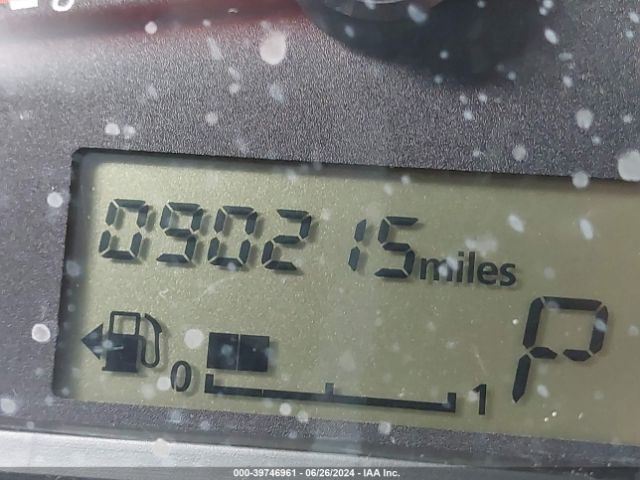 090215 miles
P
0 1
000-39746961 - 06/26/2024 - IAA Inc.